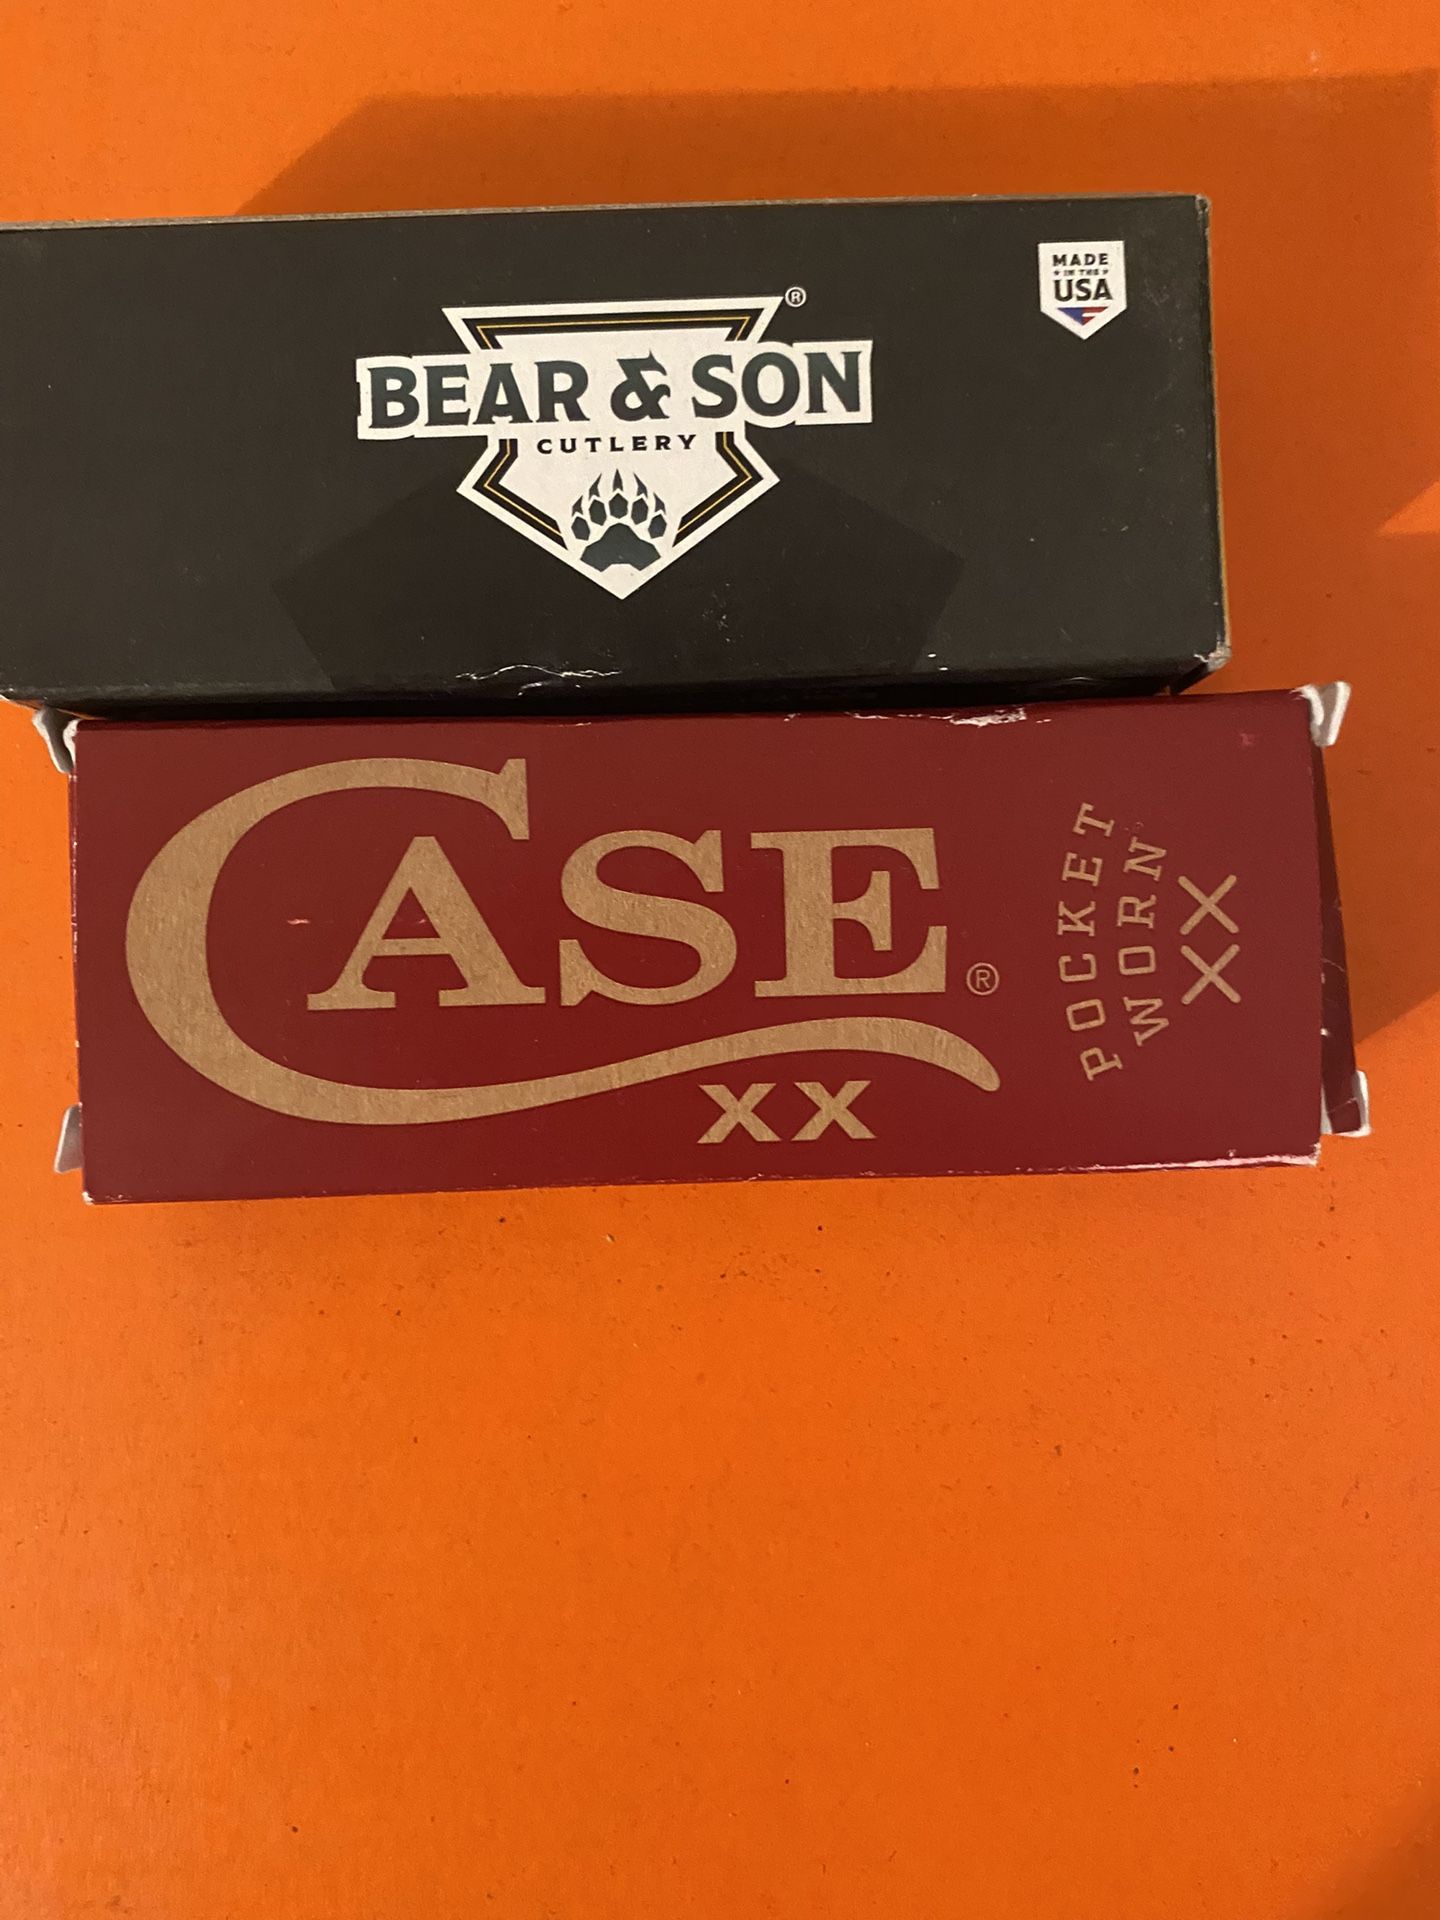 MADE
IN THE
USA
BEAR & SON ®
CUTLERY
CASE ®
XX
POCKET
WORN
XX